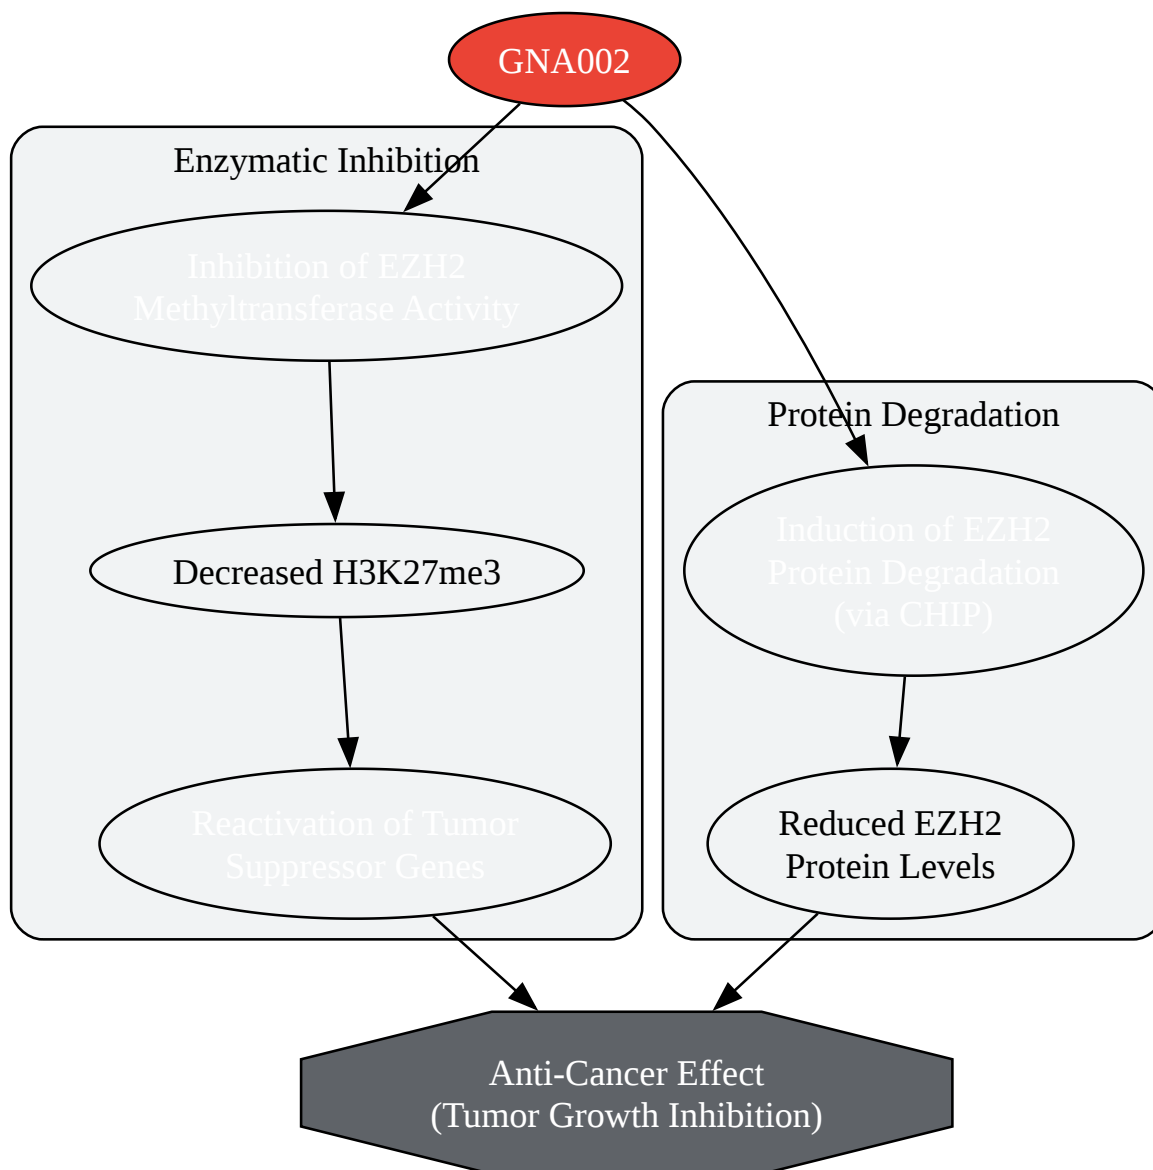 GNA002
Enzymatic Inhibition
Inhibition of EZH2
Methyltransferase Activity
Decreased H3K27me3
Reactivation of Tumor
Suppressor Genes
Protein Degradation
Induction of EZH2
Protein Degradation
(via CHIP)
Reduced EZH2
Protein Levels
Anti-Cancer Effect
(Tumor Growth Inhibition)